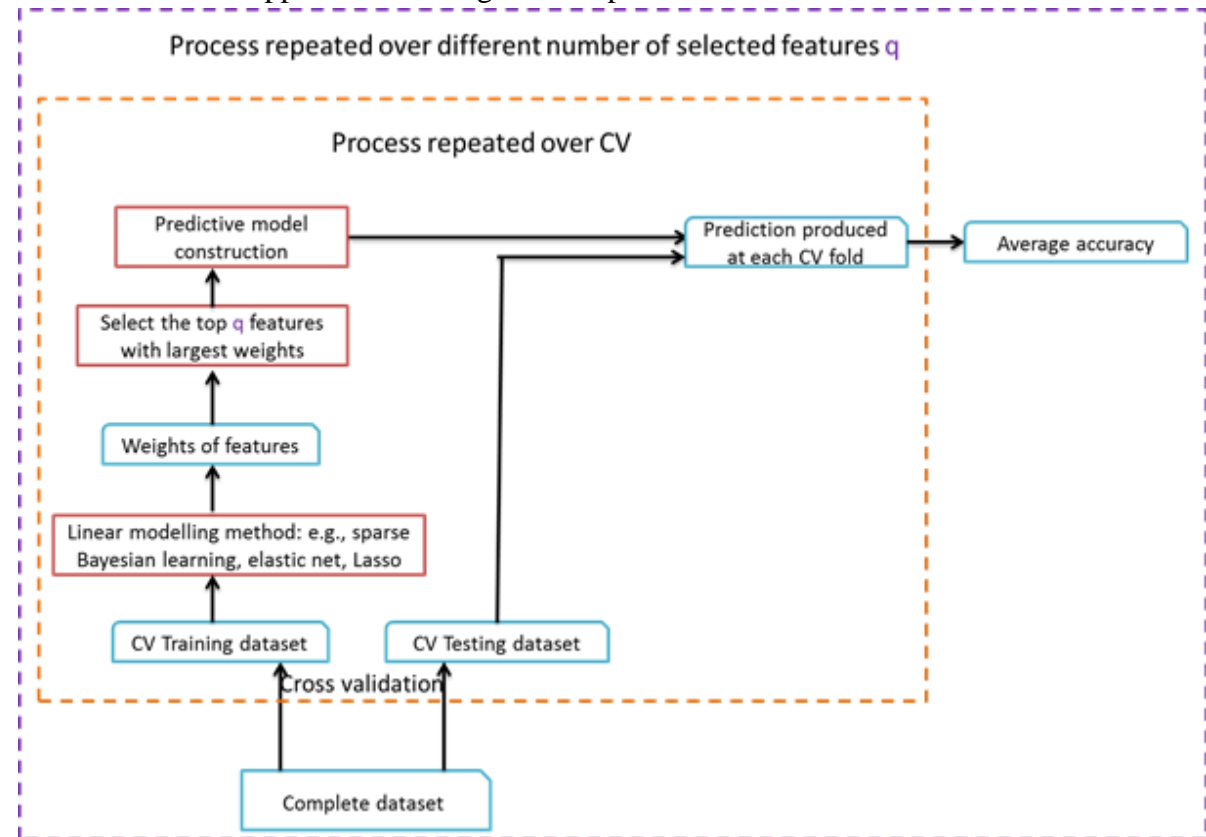 Process repeated over different number of selected features q
Process repeated over CV
Predictive model
construction
Prediction produced
at each CV fold
Average accuracy
Select the top q features
with largest weights
Weights of features
Linear modelling method: e.g., sparse
Bayesian learning, elastic net, Lasso
CV Training dataset
CV Testing dataset
Cross validation
Complete dataset